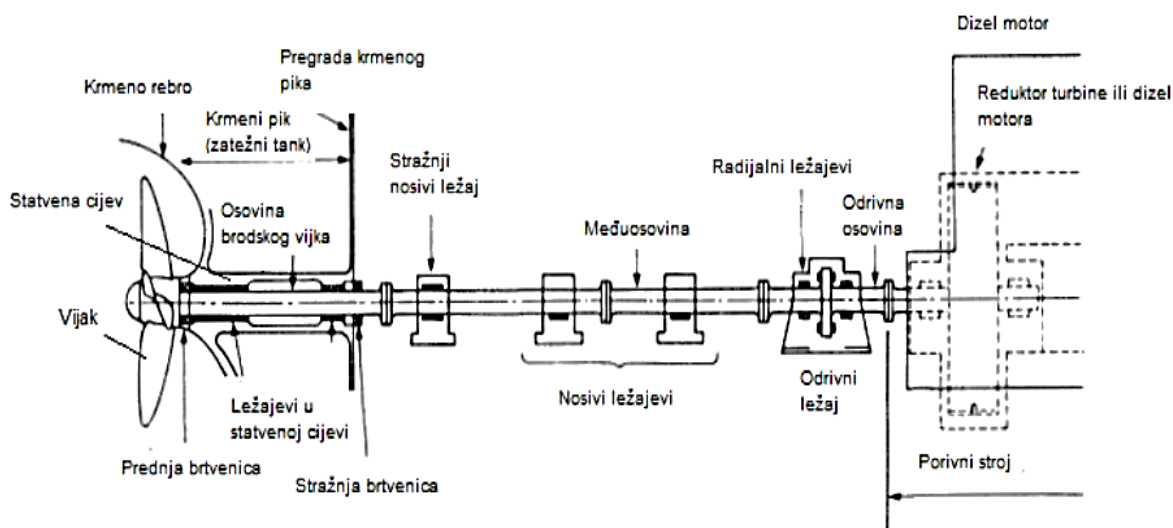 Dizel motor
Pregrada krmenog
pika
Krmeno rebro
Krmeni pik
(zatežni tank)
Reduktor turbine ili dizel
motora
Stražnji
nosivi ležaj
Radijalni ležajevi
Statvena cijev
Osovina
brodskog vijka
Međuosovina
Odrivna
osovina
Vijak
Nosivi ležajevi
Odrivni
ležaj
Ležajevi u
statvenoj cijevi
Prednja brtvenica
Stražnja brtvenica
Porivni stroj